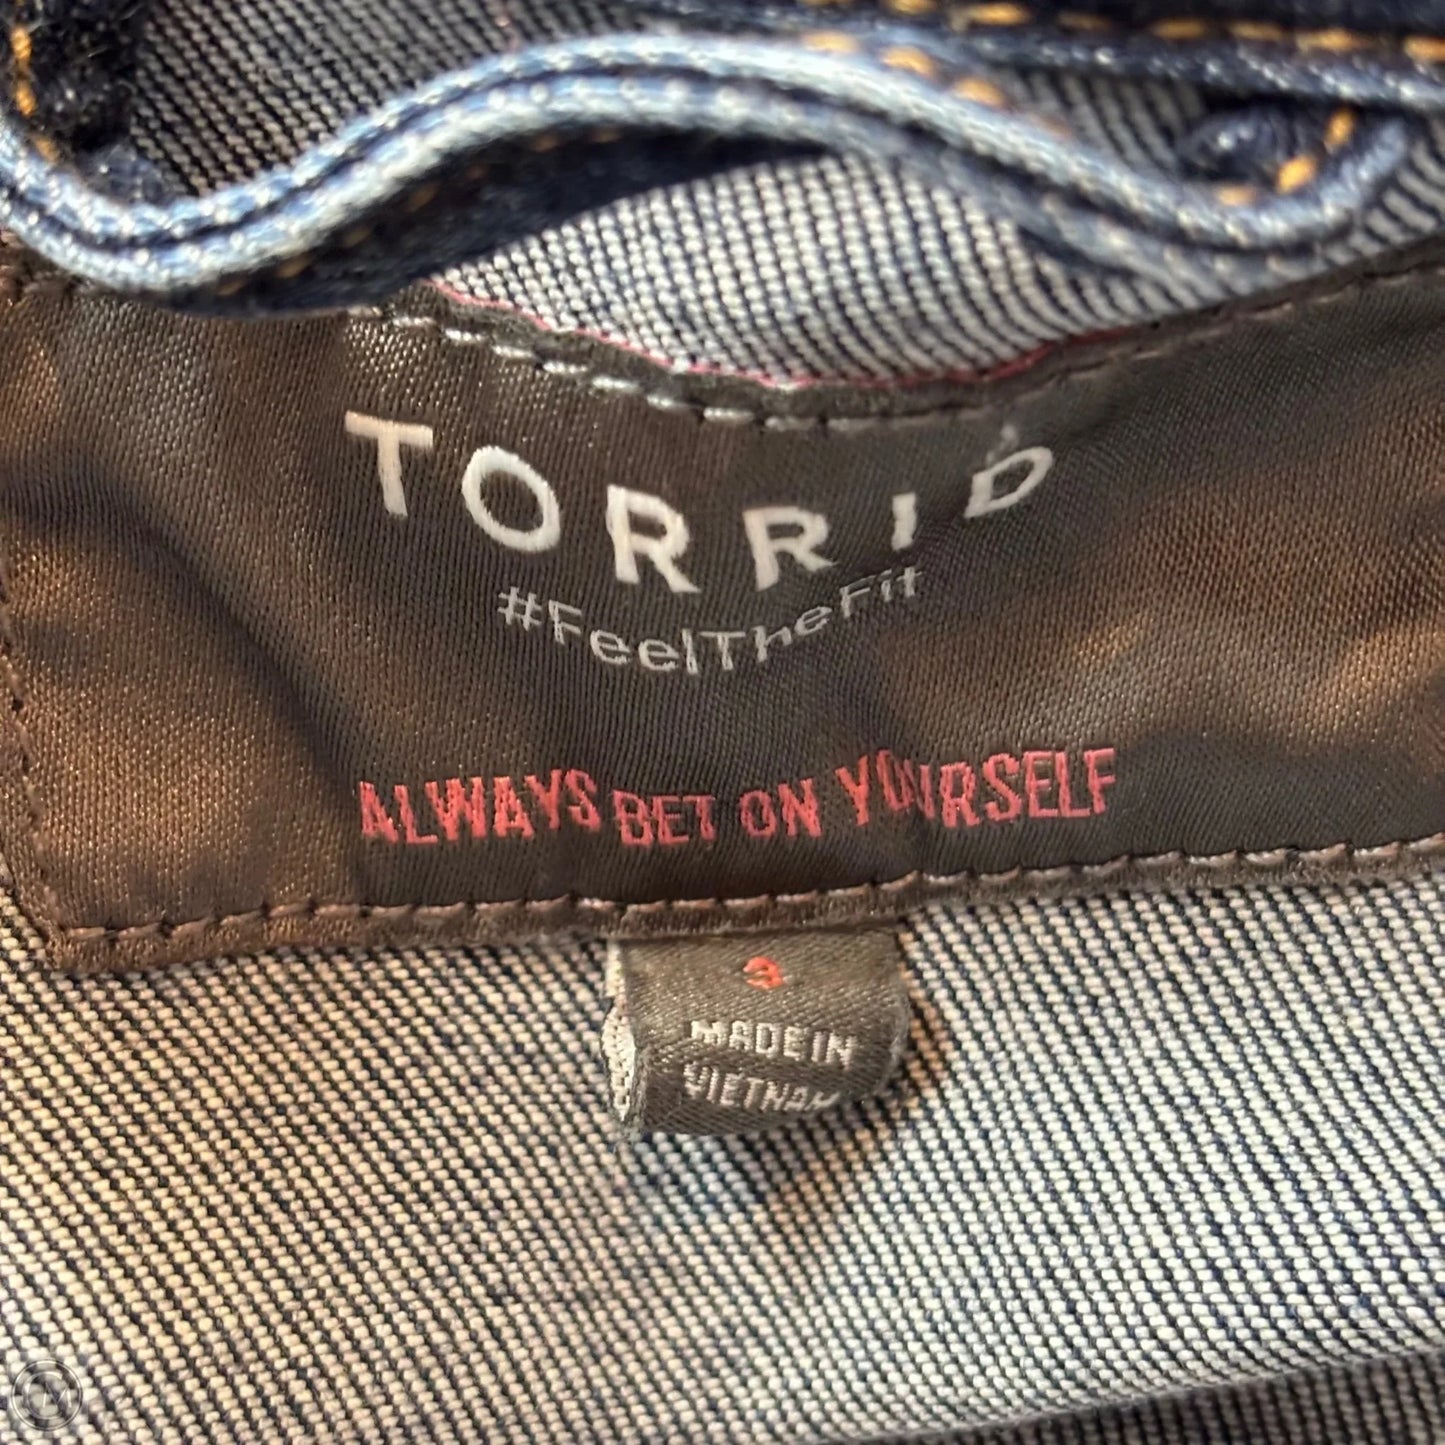 TORRID
#FeelTheFit
ALWAYS BET ON YOURSELF
3
MADE IN
VIETNAM